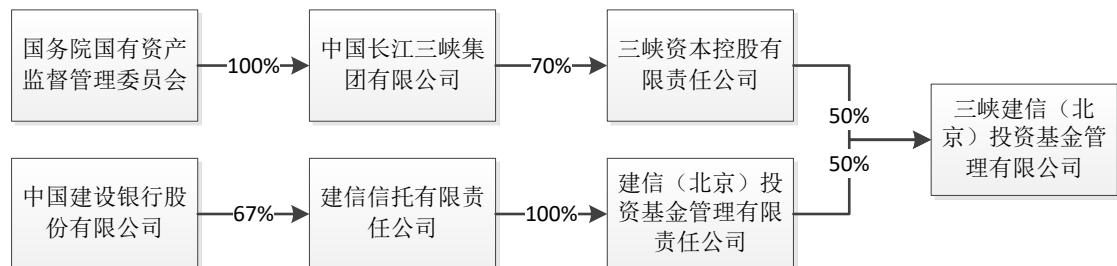 国务院国有资产
监督管理委员会
100%
中国长江三峡集
团有限公司
70%
三峡资本控股有
限责任公司
50%
三峡建信（北
京）投资基金管
理有限公司
50%
中国建设银行股
份有限公司
67%
建信信托有限责
任公司
100%
建信（北京）投
资基金管理有限
责任公司